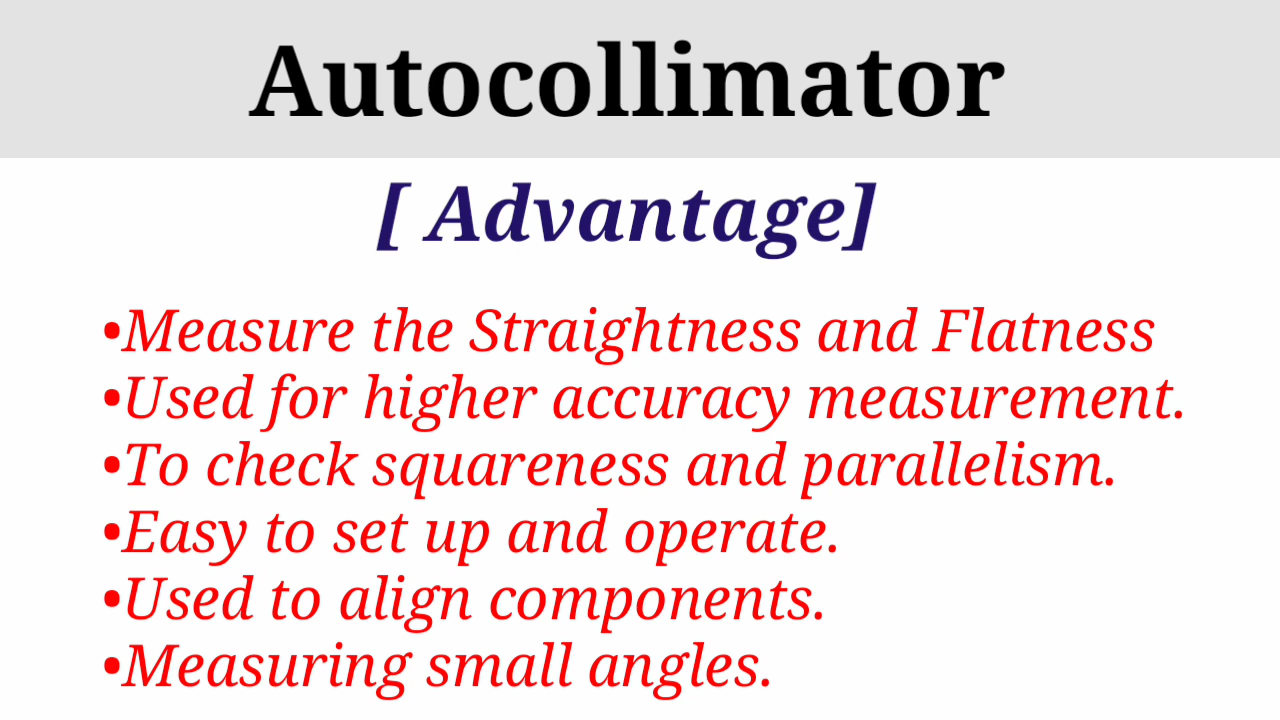 Autocollimator
[ Advantage]
•Measure the Straightness and Flatness
•Used for higher accuracy measurement.
•To check squareness and parallelism.
•Easy to set up and operate.
•Used to align components.
•Measuring small angles.